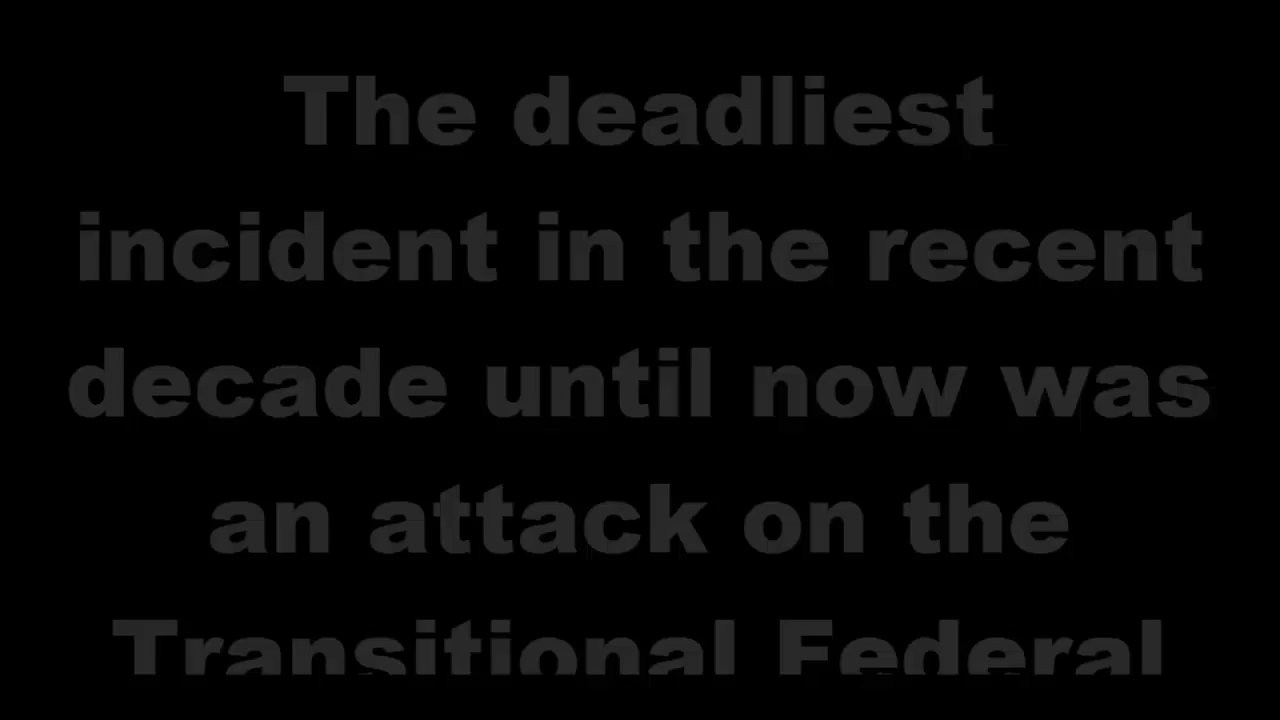 The deadliest
incident in the recent
decade until now was
an attack on the
Transitional Federal